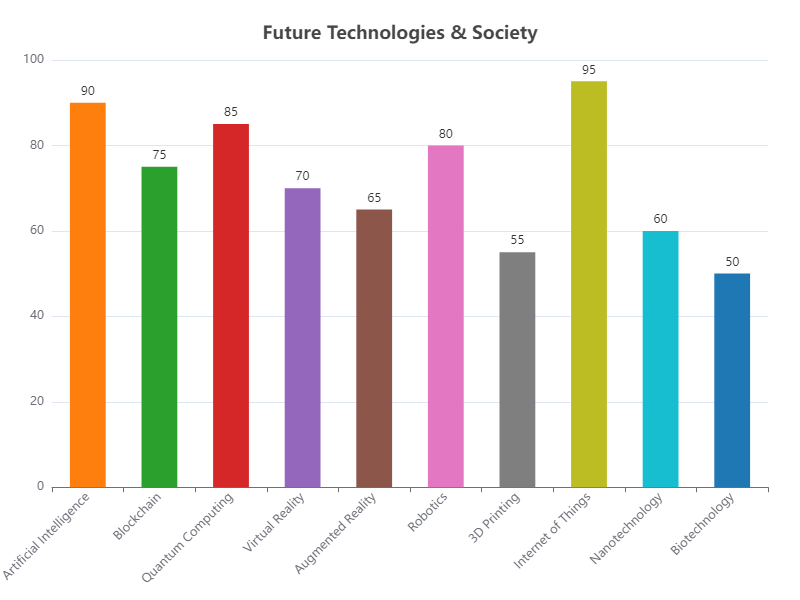 Future Technologies & Society
100
80
60
40
20
0
90
75
85
70
65
80
55
95
60
50
Artificial Intelligence
Blockchain
Quantum Computing
Virtual Reality
Augmented Reality
Robotics
3D Printing
Internet of Things
Nanotechnology
Biotechnology